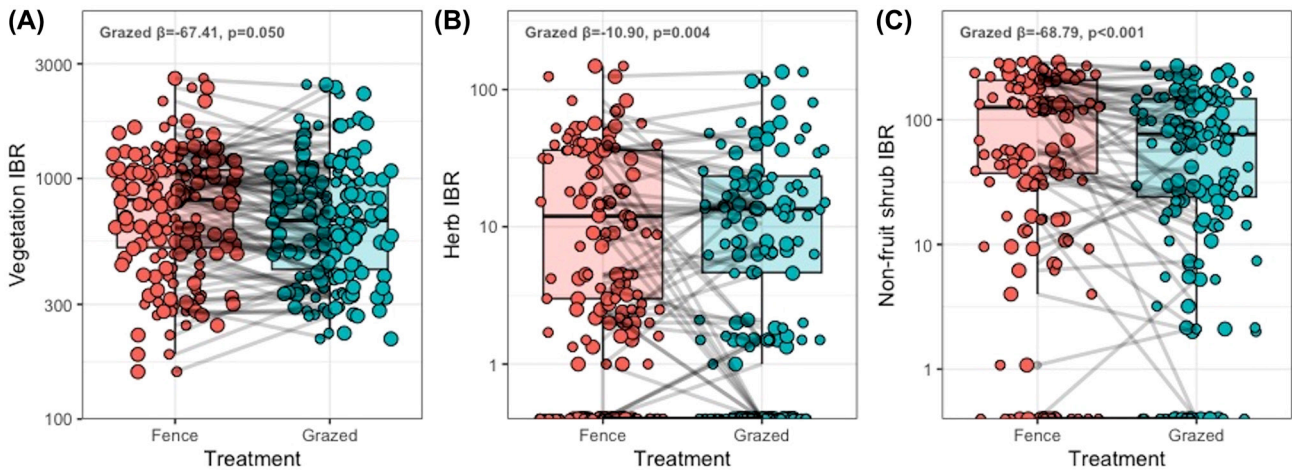 (A)
Grazed β=-67.41, p=0.050
Vegetation IBR
3000
1000
300
100
Fence
Grazed
Treatment
(B)
Grazed β=-10.90, p=0.004
Herb IBR
100
10
1
Fence
Grazed
Treatment
(C)
Grazed β=-68.79, p<0.001
Non-fruit shrub IBR
100
10
1
Fence
Grazed
Treatment